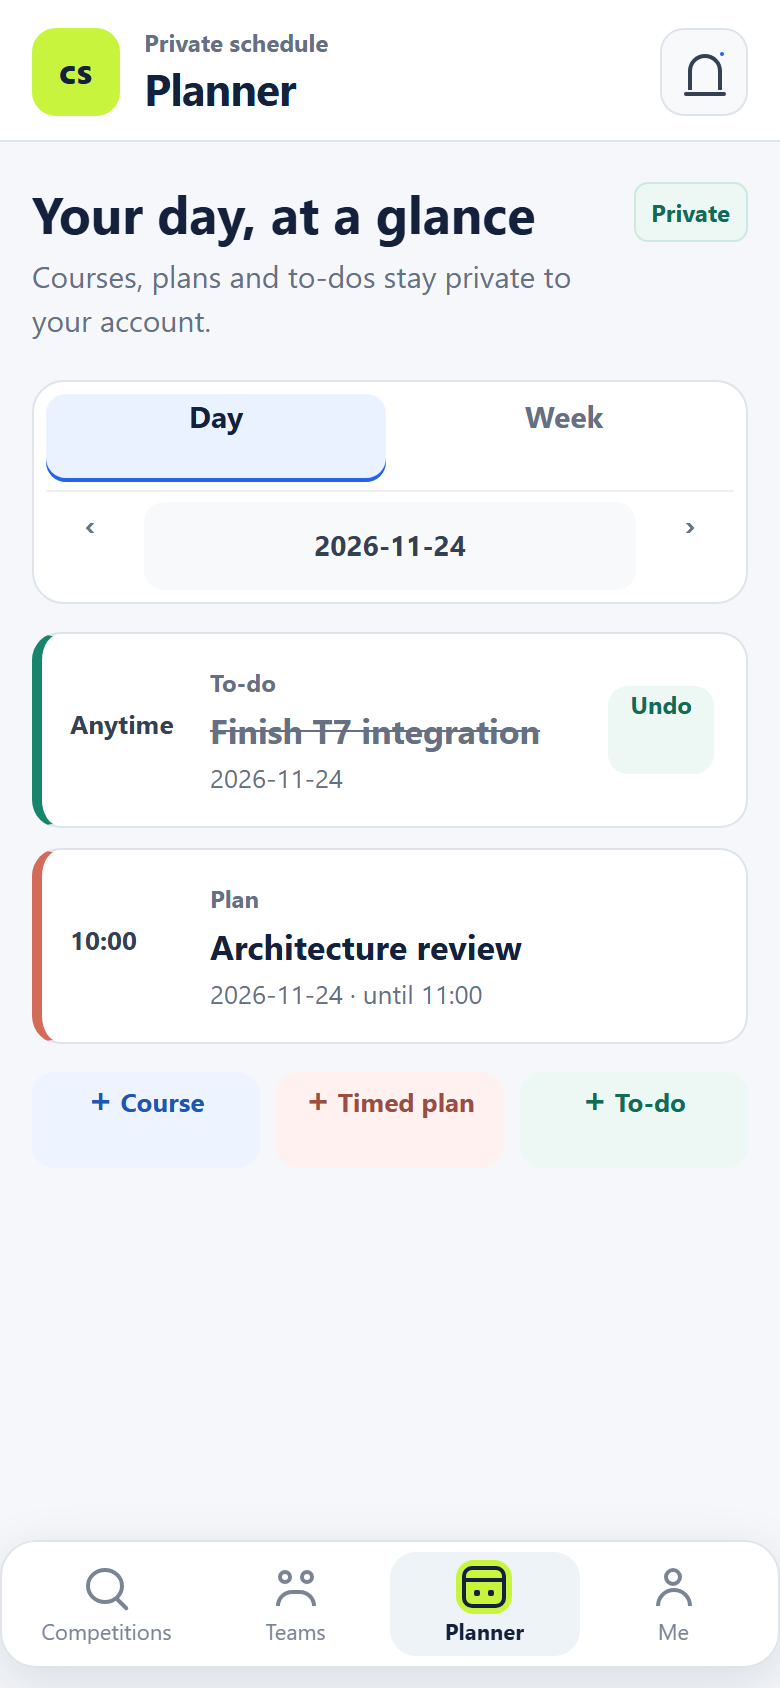 cs
Private schedule
Planner
Your day, at a glance
Private
Courses, plans and to-dos stay private to
your account.
Day
Week
‹
2026-11-24
›
To-do
Anytime
Finish T7 integration
Undo
2026-11-24
Plan
10:00
Architecture review
2026-11-24 · until 11:00
+ Course
+ Timed plan
+ To-do
Competitions
Teams
Planner
Me